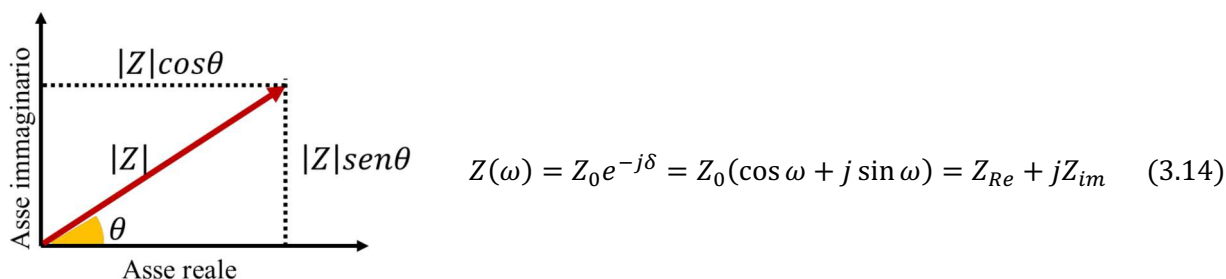 |Z|cosθ
Asse immaginario
|Z|
|Z|senθ
θ
Asse reale
Z(ω) = Z₀e^{−jδ} = Z₀(cos ω + j sin ω) = Z_{Re} + jZ_{im} (3.14)